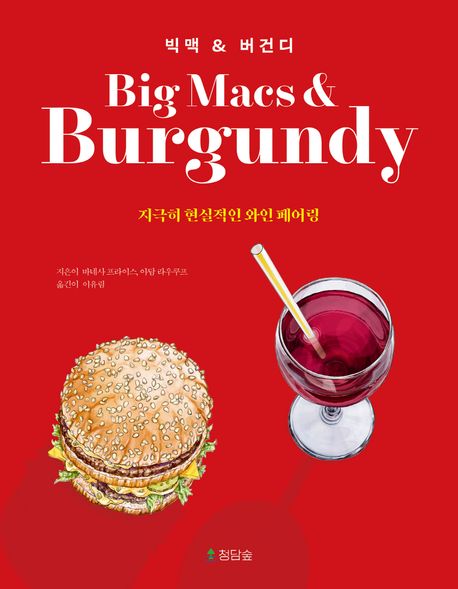 빅맥 & 버건디
Big Macs &
Burgundy
지극히 현실적인 와인 페어링
지은이 바네사 프라이스, 아담 라우쿠프
옮긴이 이유림
청담숲